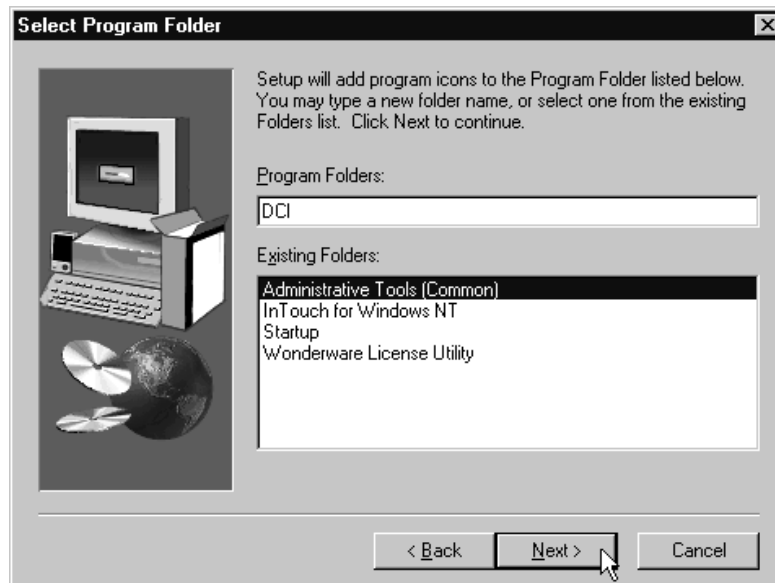 Select Program Folder
Setup will add program icons to the Program Folder listed below.
You may type a new folder name, or select one from the existing
Folders list. Click Next to continue.
Program Folders:
DCI
Existing Folders:
Administrative Tools (Common)
InTouch for Windows NT
Startup
Wonderware License Utility
< Back
Next >
Cancel